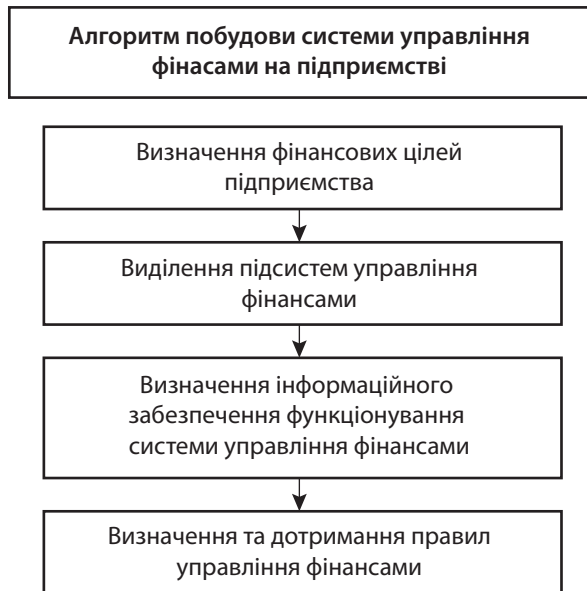 Алгоритм побудови системи управління
фінасами на підприємстві
Визначення фінансових цілей
підприємства
Виділення підсистем управління
фінансами
Визначення інформаційного
забезпечення функціонування
системи управління фінансами
Визначення та дотримання правил
управління фінансами